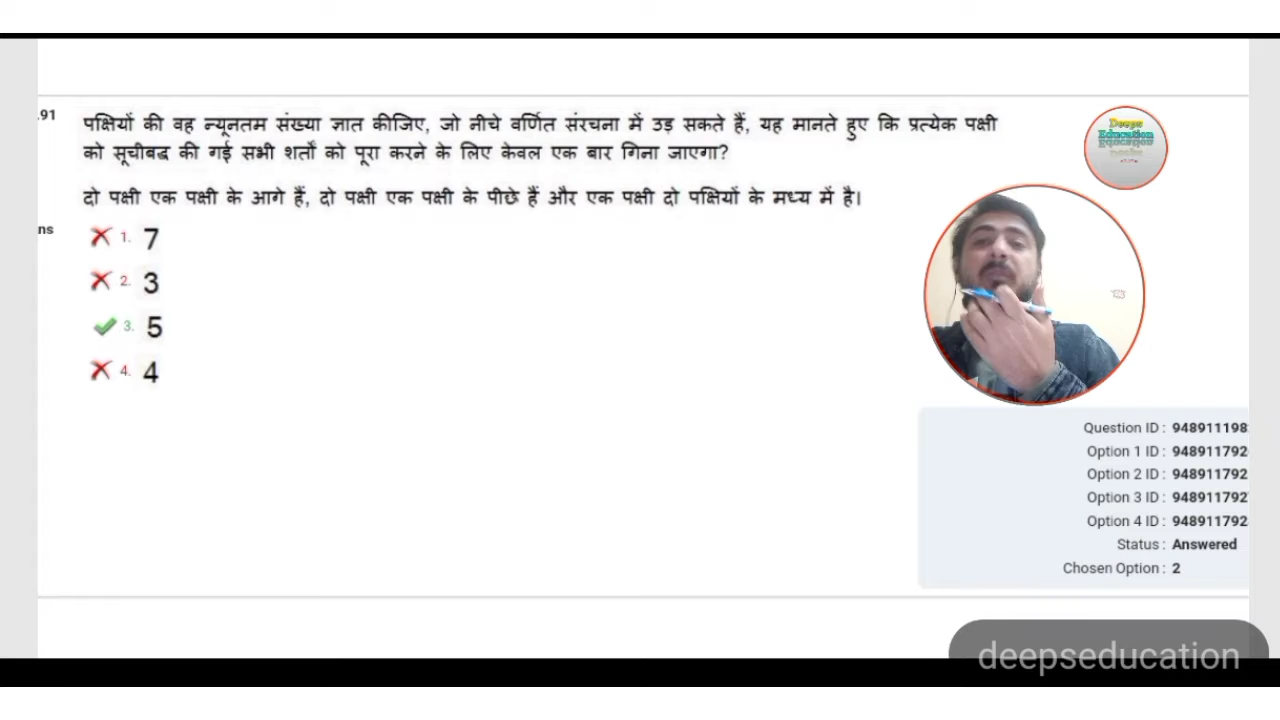 .91
पक्षियों की वह न्यूनतम संख्या ज्ञात कीजिए, जो नीचे वर्णित संरचना में उड़ सकते हैं, यह मानते हुए कि प्रत्येक पक्षी
को सूचीबद्ध की गई सभी शर्तों को पूरा करने के लिए केवल एक बार गिना जाएगा?
दो पक्षी एक पक्षी के आगे हैं, दो पक्षी एक पक्षी के पीछे हैं और एक पक्षी दो पक्षियों के मध्य में है।
ns
1. 7
2. 3
3. 5
4. 4
Deeps
Education
Question ID : 948911198
Option 1 ID : 948911792
Option 2 ID : 948911792
Option 3 ID : 948911792
Option 4 ID : 948911792
Status : Answered
Chosen Option : 2
deepseducation